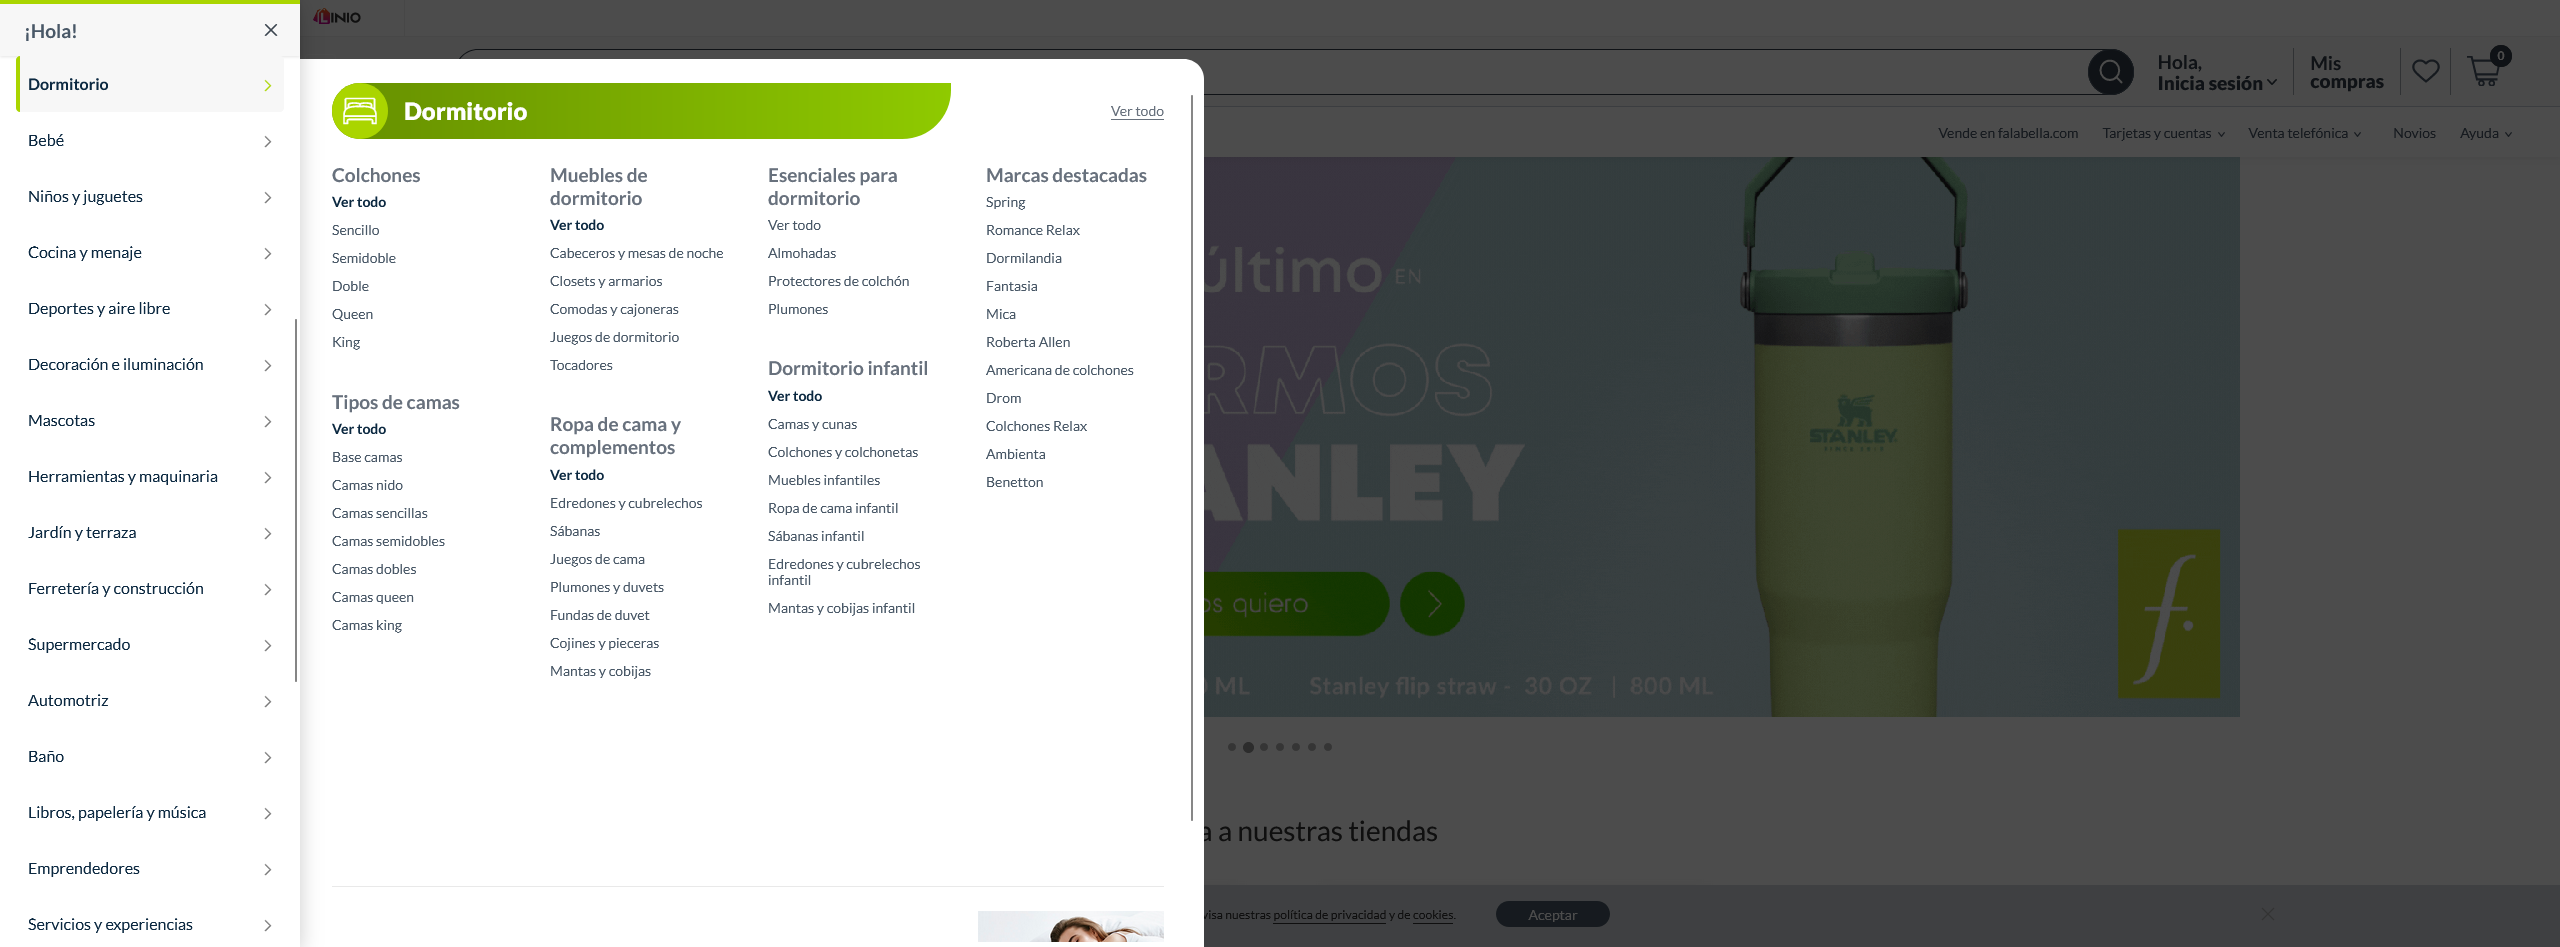 ¡Hola!
Dormitorio
Bebé
Niños y juguetes
Cocina y menaje
Deportes y aire libre
Decoración e iluminación
Mascotas
Herramientas y maquinaria
Jardín y terraza
Ferretería y construcción
Supermercado
Automotriz
Baño
Libros, papelería y música
Emprendedores
Servicios y experiencias
LINIO
Dormitorio
Ver todo
Colchones
Ver todo
Sencillo
Semidoble
Doble
Queen
King
Tipos de camas
Ver todo
Base camas
Camas nido
Camas sencillas
Camas semidobles
Camas dobles
Camas queen
Camas king
Muebles de
dormitorio
Ver todo
Cabeceros y mesas de noche
Closets y armarios
Comodas y cajoneras
Juegos de dormitorio
Tocadores
Ropa de cama y
complementos
Ver todo
Edredones y cubrelechos
Sábanas
Juegos de cama
Plumones y duvets
Fundas de duvet
Cojines y pieceras
Mantas y cobijas
Esenciales para
dormitorio
Ver todo
Almohadas
Protectores de colchón
Plumones
Dormitorio infantil
Ver todo
Camas y cunas
Colchones y colchonetas
Muebles infantiles
Ropa de cama infantil
Sábanas infantil
Edredones y cubrelechos
infantil
Mantas y cobijas infantil
Marcas destacadas
Spring
Romance Relax
Dormilandia
Fantasia
Mica
Roberta Allen
Americana de colchones
Drom
Colchones Relax
Ambienta
Benetton
Hola,
Inicia sesión
Mis
compras
0
Vende en falabella.com
Tarjetas y cuentas
Venta telefónica
Novios
Ayuda
último EN
RMOS
ANLEY
quiero
ML
Stanley flip straw - 30 OZ | 800 ML
STANLEY
f.
a nuestras tiendas
nuestras política de privacidad y de cookies.
Aceptar